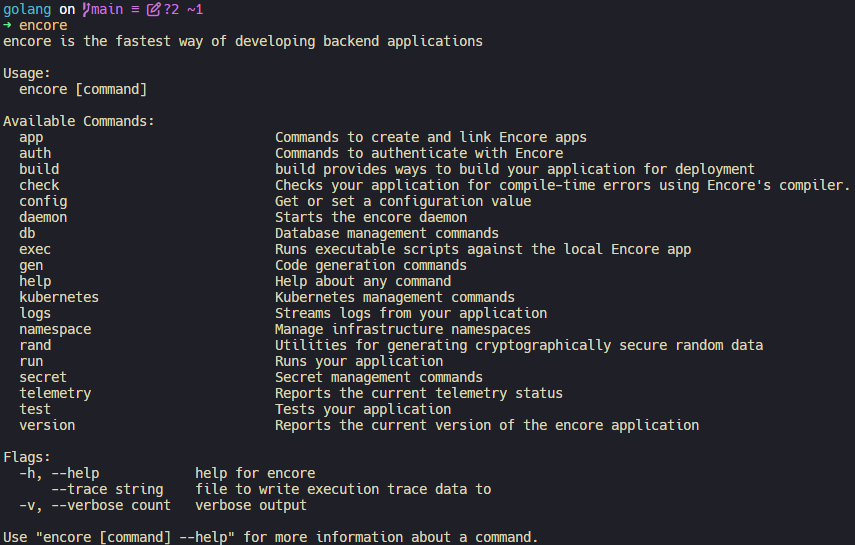 golang on main ≡ ?2 ~1
→ encore
encore is the fastest way of developing backend applications

Usage:
  encore [command]

Available Commands:
  app                             Commands to create and link Encore apps
  auth                            Commands to authenticate with Encore
  build                           build provides ways to build your application for deployment
  check                           Checks your application for compile-time errors using Encore's compiler.
  config                          Get or set a configuration value
  daemon                          Starts the encore daemon
  db                              Database management commands
  exec                            Runs executable scripts against the local Encore app
  gen                             Code generation commands
  help                            Help about any command
  kubernetes                      Kubernetes management commands
  logs                            Streams logs from your application
  namespace                       Manage infrastructure namespaces
  rand                            Utilities for generating cryptographically secure random data
  run                             Runs your application
  secret                          Secret management commands
  telemetry                       Reports the current telemetry status
  test                            Tests your application
  version                         Reports the current version of the encore application

Flags:
  -h, --help            help for encore
      --trace string    file to write execution trace data to
  -v, --verbose count   verbose output

Use "encore [command] --help" for more information about a command.